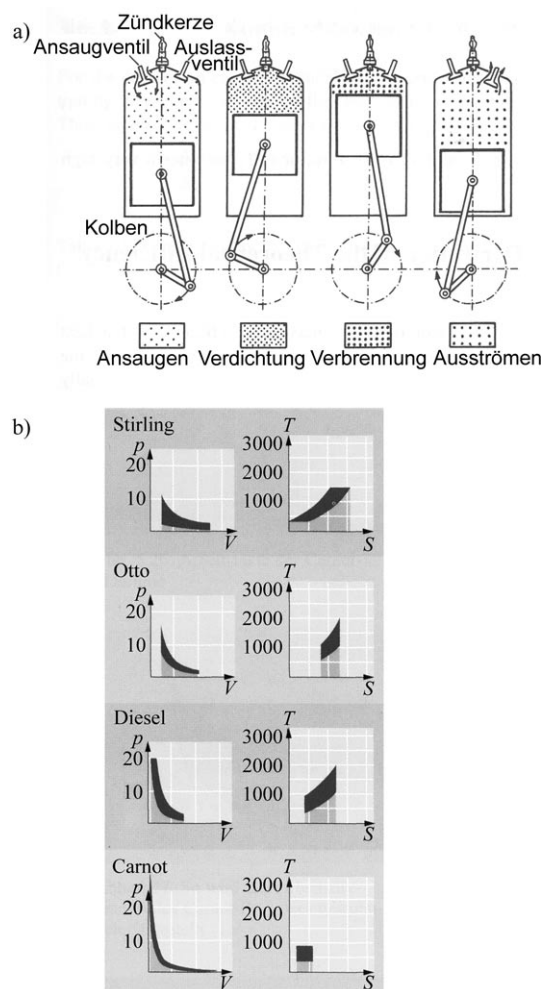 a)
Zündkerze
Ansaugventil
Auslass-
ventil
Kolben
Ansaugen Verdichtung Verbrennung Ausströmen
b)
Stirling
p
20
10
V
T
3000
2000
1000
S
Otto
p
20
10
V
T
3000
2000
1000
S
Diesel
p
20
10
V
T
3000
2000
1000
S
Carnot
p
20
10
V
T
3000
2000
1000
S